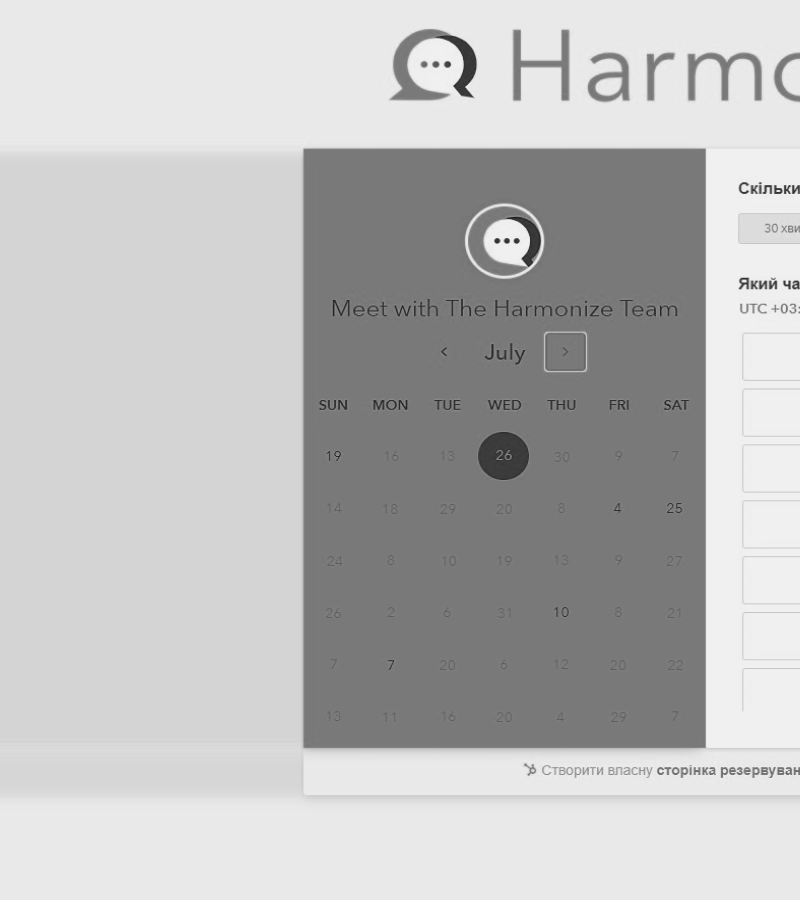 Harmo
Meet with The Harmonize Team
July
SUN MON TUE WED THU FRI SAT
19 16 13 26 30 9 7
14 18 29 20 8 4 25
24 8 10 19 13 9 27
26 2 6 31 10 8 21
7 7 20 6 12 20 22
13 11 16 20 4 29 7
Скільки
30 хви
Який ча
UTC +03:
Створити власну сторінка резервуван